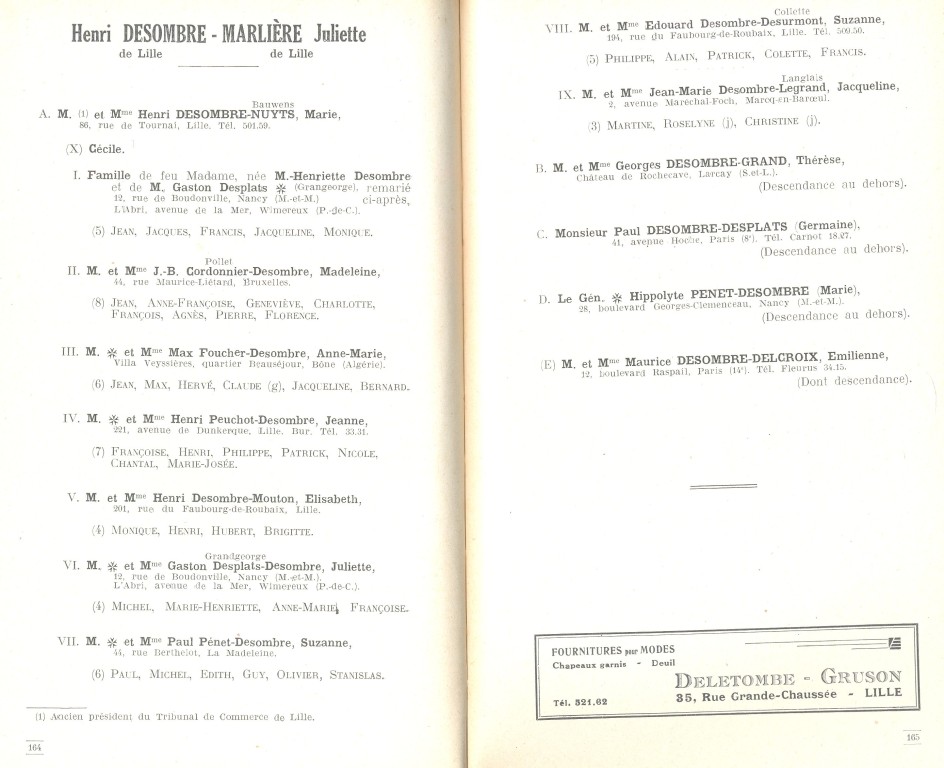 Henri DESOMBRE - MARLIÈRE Juliette
de Lille de Lille
Bauwens
A. M. (1) et Mme Henri DESOMBRE-NUYTS, Marie,
86, rue de Tournai, Lille. Tél. 501.59.
(X) Cécile.
I. Famille de feu Madame, née M.-Henriette Desombre
et de M. Gaston Desplats ✻ (Grangeorge), remarié
12, rue de Boudonville, Nancy (M.-et-M.) ci-après,
L'Abri, avenue de la Mer, Wimereux (P.-de-C.).
(5) JEAN, JACQUES, FRANCIS, JACQUELINE, MONIQUE.
Pollet
II. M. et Mme J.-B. Cordonnier-Desombre, Madeleine,
44, rue Maurice-Liétard, Bruxelles.
(8) JEAN, ANNE-FRANÇOISE, GENEVIÈVE, CHARLOTTE,
FRANÇOIS, AGNÈS, PIERRE, FLORENCE.
III. M. ✻ et Mme Max Foucher-Desombre, Anne-Marie,
Villa Veyssières, quartier Beauséjour, Bône (Algérie).
(6) JEAN, MAX, HERVÉ, CLAUDE (g), JACQUELINE, BERNARD.
IV. M. ✻ et Mme Henri Peuchot-Desombre, Jeanne,
221, avenue de Dunkerque, Lille. Bur. Tél. 33.31.
(7) FRANÇOISE, HENRI, PHILIPPE, PATRICK, NICOLE,
CHANTAL, MARIE-JOSÉE.
V. M. et Mme Henri Desombre-Mouton, Elisabeth,
201, rue du Faubourg-de-Roubaix, Lille.
(4) MONIQUE, HENRI, HUBERT, BRIGITTE.
Grandgeorge
VI. M. ✻ et Mme Gaston Desplats-Desombre, Juliette,
12, rue de Boudonville, Nancy (M.-et-M.).
L'Abri, avenue de la Mer, Wimereux (P.-de-C.).
(4) MICHEL, MARIE-HENRIETTE, ANNE-MARIE, FRANÇOISE.
VII. M. ✻ et Mme Paul Pénet-Desombre, Suzanne,
44, rue Berthelot, La Madeleine.
(6) PAUL, MICHEL, EDITH, GUY, OLIVIER, STANISLAS.
(1) Ancien président du Tribunal de Commerce de Lille.
164
Collette
VIII. M. et Mme Edouard Desombre-Desurmont, Suzanne,
194, rue du Faubourg-de-Roubaix, Lille. Tél. 509.50.
(5) PHILIPPE, ALAIN, PATRICK, COLETTE, FRANCIS.
Langlais
IX. M. et Mme Jean-Marie Desombre-Legrand, Jacqueline,
2, avenue Maréchal-Foch, Marcq-en-Barœul.
(3) MARTINE, ROSELYNE (j), CHRISTINE (j).
B. M. et Mme Georges DESOMBRE-GRAND, Thérèse,
Château de Rochecave, Larçay (S.et-L.).
(Descendance au dehors).
C. Monsieur Paul DESOMBRE-DESPLATS (Germaine),
41, avenue Hoche, Paris (8e). Tél. Carnot 18.27.
(Descendance au dehors).
D. Le Gén. ✻ Hippolyte PENET-DESOMBRE (Marie),
28, boulevard Georges-Clemenceau, Nancy (M.-et-M.).
(Descendance au dehors).
(E) M. et Mme Maurice DESOMBRE-DELCROIX, Emilienne,
12, boulevard Raspail, Paris (14e). Tél. Fleurus 34.15.
(Dont descendance).
FOURNITURES pour MODES
Chapeaux garnis - Deuil
DELETOMBE - GRUSON
Tél. 521.62 35, Rue Grande-Chaussée - LILLE
165